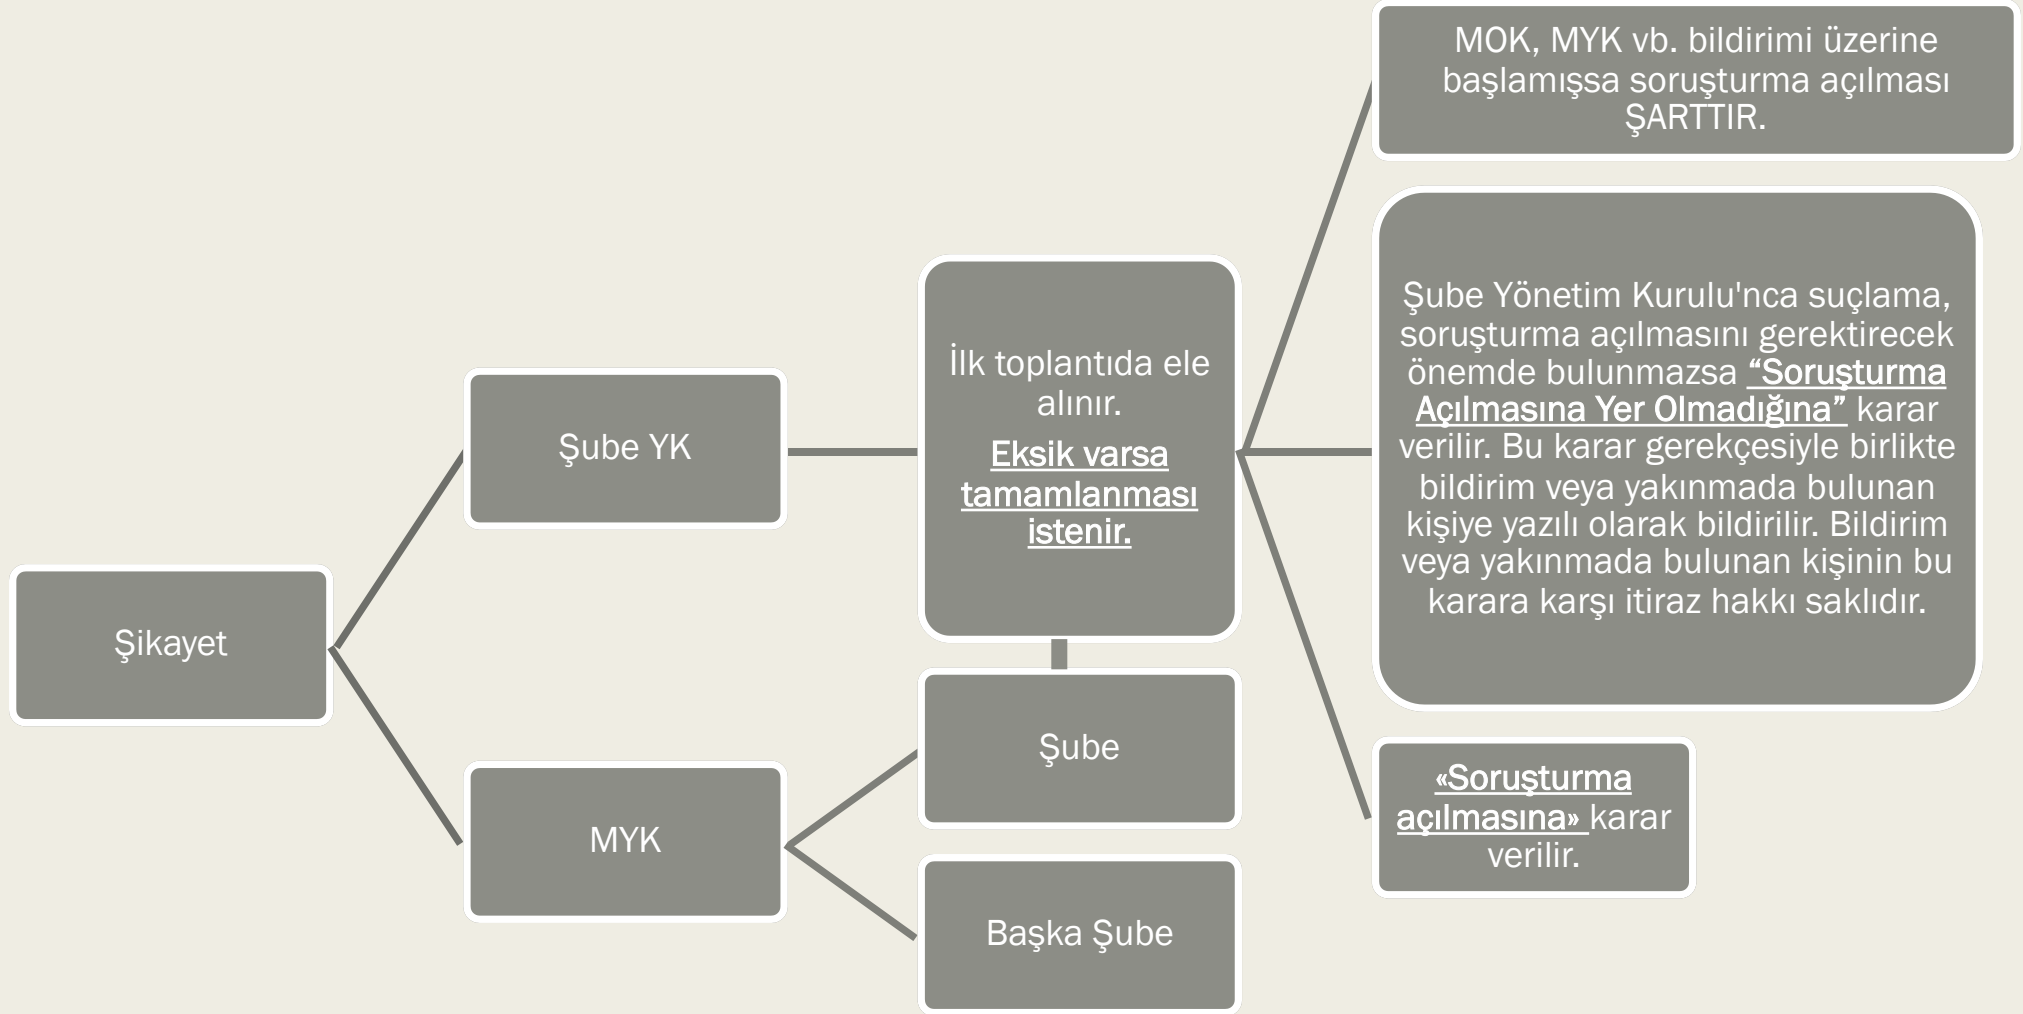 Şikayet
Şube YK
MYK
İlk toplantıda ele
alınır.
Eksik varsa
tamamlanması
istenir.
Şube
Başka Şube
MOK, MYK vb. bildirimi üzerine
başlamışsa soruşturma açılması
ŞARTTIR.
Şube Yönetim Kurulu'nca suçlama,
soruşturma açılmasını gerektirecek
önemde bulunmazsa “Soruşturma
Açılmasına Yer Olmadığına” karar
verilir. Bu karar gerekçesiyle birlikte
bildirim veya yakınmada bulunan
kişiye yazılı olarak bildirilir. Bildirim
veya yakınmada bulunan kişinin bu
karara karşı itiraz hakkı saklıdır.
«Soruşturma
açılmasına» karar
verilir.